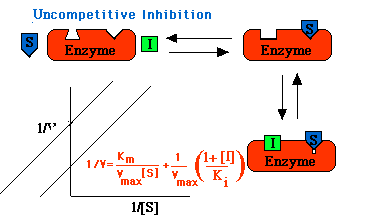 Uncompetitive Inhibition
S Enzyme I
Enzyme S
1/V
1/V = Km / Vmax [S] + 1 / Vmax ( 1 + [I] / Ki )
I S
Enzyme
1/[S]